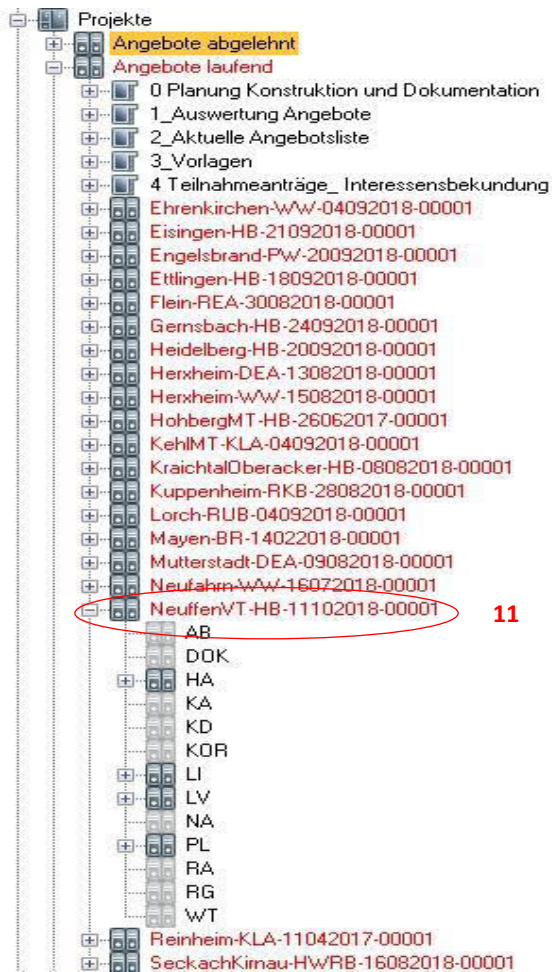 Projekte
Angebote abgelehnt
Angebote laufend
0 Planung Konstruktion und Dokumentation
1_Auswertung Angebote
2_Aktuelle Angebotsliste
3_Vorlagen
4 Teilnahmeanträge_ Interessensbekundung
Ehrenkirchen-WW-04092018-00001
Eisingen-HB-21092018-00001
Engelsbrand-PW-20092018-00001
Ettlingen-HB-18092018-00001
Flein-REA-30082018-00001
Gernsbach-HB-24092018-00001
Heidelberg-HB-20092018-00001
Herxheim-DEA-13082018-00001
Herxheim-WW-15082018-00001
HohbergMT-HB-26062017-00001
KehlMT-KLA-04092018-00001
KraichtalOberacker-HB-08082018-00001
Kuppenheim-RKB-28082018-00001
Lorch-RUB-04092018-00001
Mayen-BR-14022018-00001
Mutterstadt-DEA-09082018-00001
Neufahrn-WW-16072018-00001
NeuffenVT-HB-11102018-00001 11
AB
DOK
HA
KA
KD
KOR
LI
LV
NA
PL
RA
RG
WT
Reinheim-KLA-11042017-00001
SeckachKirnau-HWRB-16082018-00001